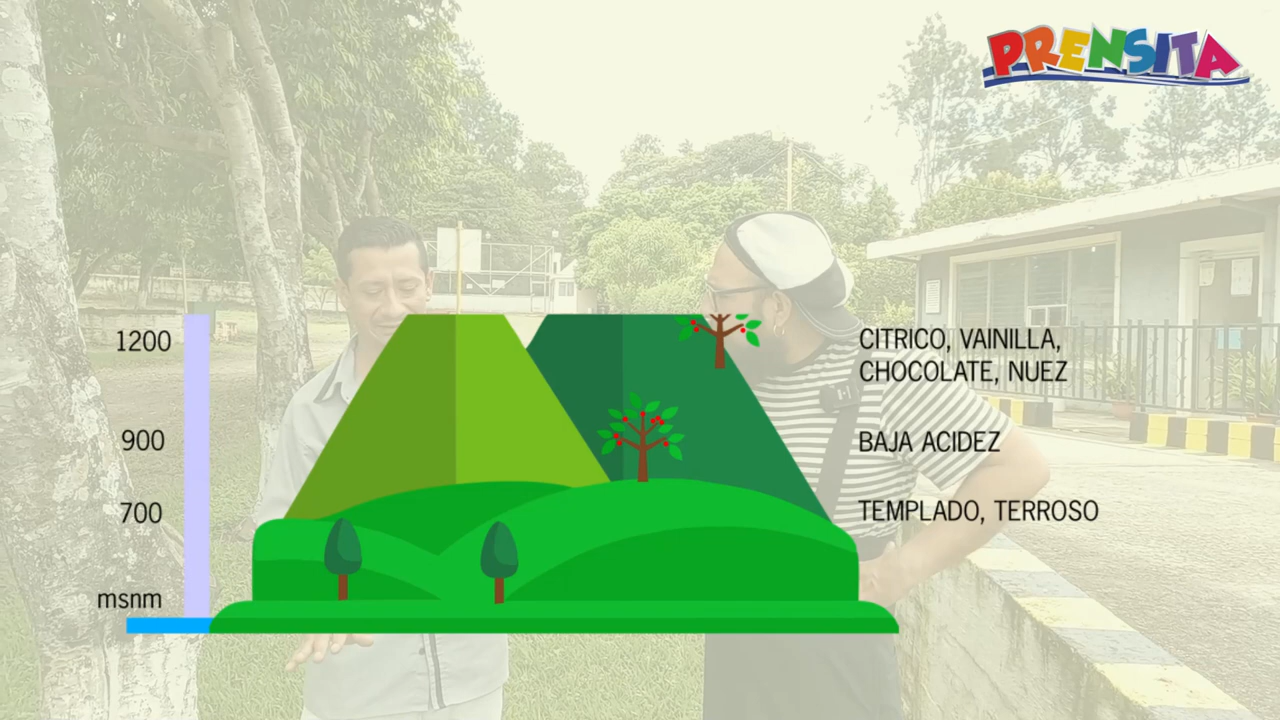 PRENSITA
1200
CITRICO, VAINILLA,
CHOCOLATE, NUEZ
900
BAJA ACIDEZ
700
TEMPLADO, TERROSO
msnm